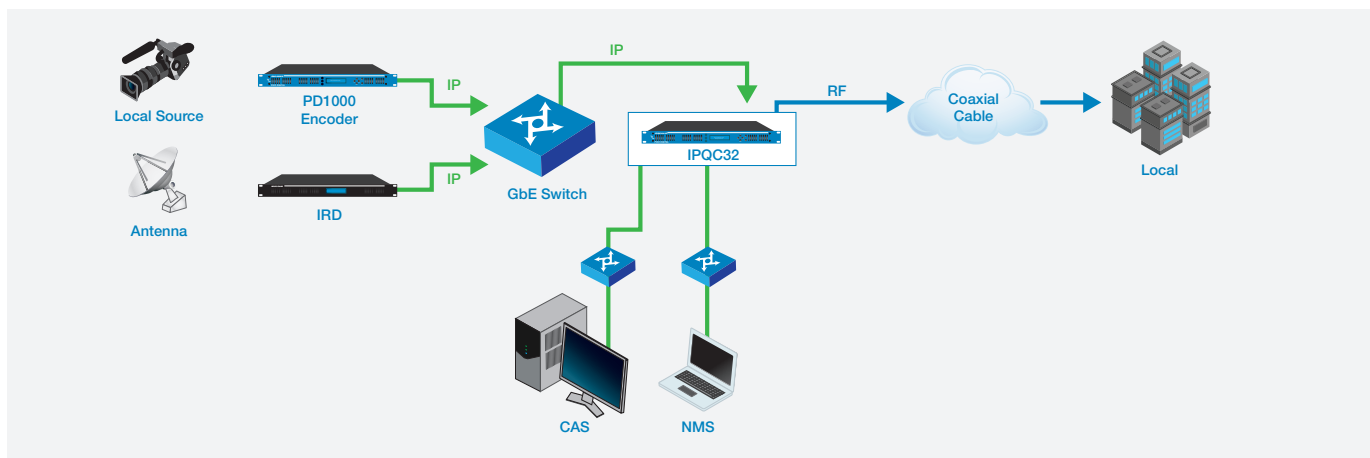 Local Source
PD1000
Encoder
IP
IP
IP
GbE Switch
IPQC32
RF
Coaxial
Cable
Local
Antenna
IRD
CAS
NMS